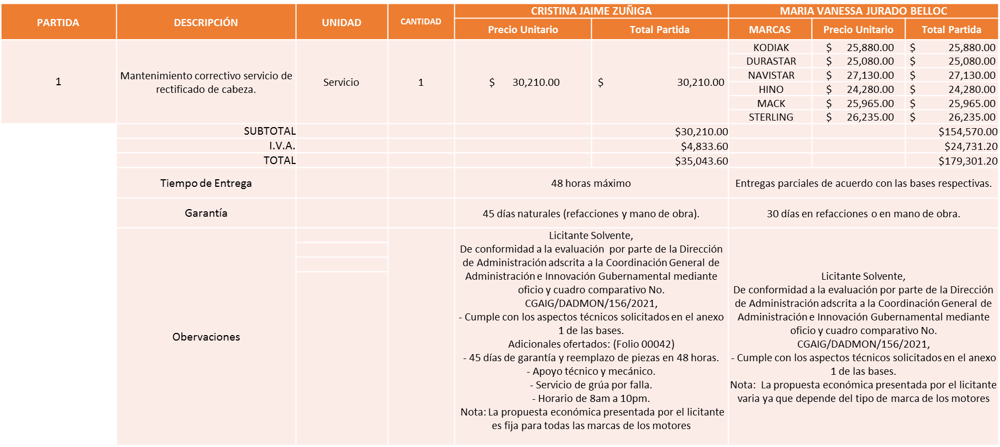 PARTIDA DESCRIPCIÓN UNIDAD CANTIDAD CRISTINA JAIME ZUÑIGA MARIA VANESSA JURADO BELLOC
Precio Unitario Total Partida MARCAS Precio Unitario Total Partida
1
Mantenimiento correctivo servicio de
rectificado de cabeza.
Servicio
1
$ 30,210.00 $ 30,210.00
KODIAK $ 25,880.00 $ 25,880.00
DURASTAR $ 25,080.00 $ 25,080.00
NAVISTAR $ 27,130.00 $ 27,130.00
HINO $ 24,280.00 $ 24,280.00
MACK $ 25,965.00 $ 25,965.00
STERLING $ 26,235.00 $ 26,235.00
SUBTOTAL $30,210.00 $154,570.00
I.V.A. $4,833.60 $24,731.20
TOTAL $35,043.60 $179,301.20
Tiempo de Entrega 48 horas máximo Entregas parciales de acuerdo con las bases respectivas.
Garantía 45 días naturales (refacciones y mano de obra). 30 días en refacciones o en mano de obra.
Obervaciones
Licitante Solvente,
De conformidad a la evaluación por parte de la Dirección
de Administración adscrita a la Coordinación General de
Administración e Innovación Gubernamental mediante
oficio y cuadro comparativo No.
CGAIG/DADMON/156/2021,
- Cumple con los aspectos técnicos solicitados en el anexo
1 de las bases.
Adicionales ofertados: (Folio 00042)
- 45 días de garantía y reemplazo de piezas en 48 horas.
- Apoyo técnico y mecánico.
- Servicio de grúa por falla.
- Horario de 8am a 10pm.
Nota: La propuesta económica presentada por el licitante
es fija para todas las marcas de los motores
Licitante Solvente,
De conformidad a la evaluación por parte de la Dirección
de Administración adscrita a la Coordinación General de
Administración e Innovación Gubernamental mediante
oficio y cuadro comparativo No.
CGAIG/DADMON/156/2021,
- Cumple con los aspectos técnicos solicitados en el anexo
1 de las bases.
Nota: La propuesta económica presentada por el licitante
varia ya que depende del tipo de marca de los motores